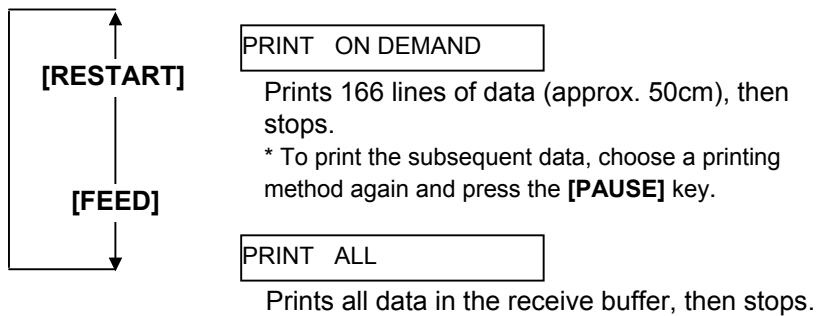 PRINT ON DEMAND
[RESTART]
Prints 166 lines of data (approx. 50cm), then
stops.
* To print the subsequent data, choose a printing
method again and press the [PAUSE] key.
[FEED]
PRINT ALL
Prints all data in the receive buffer, then stops.